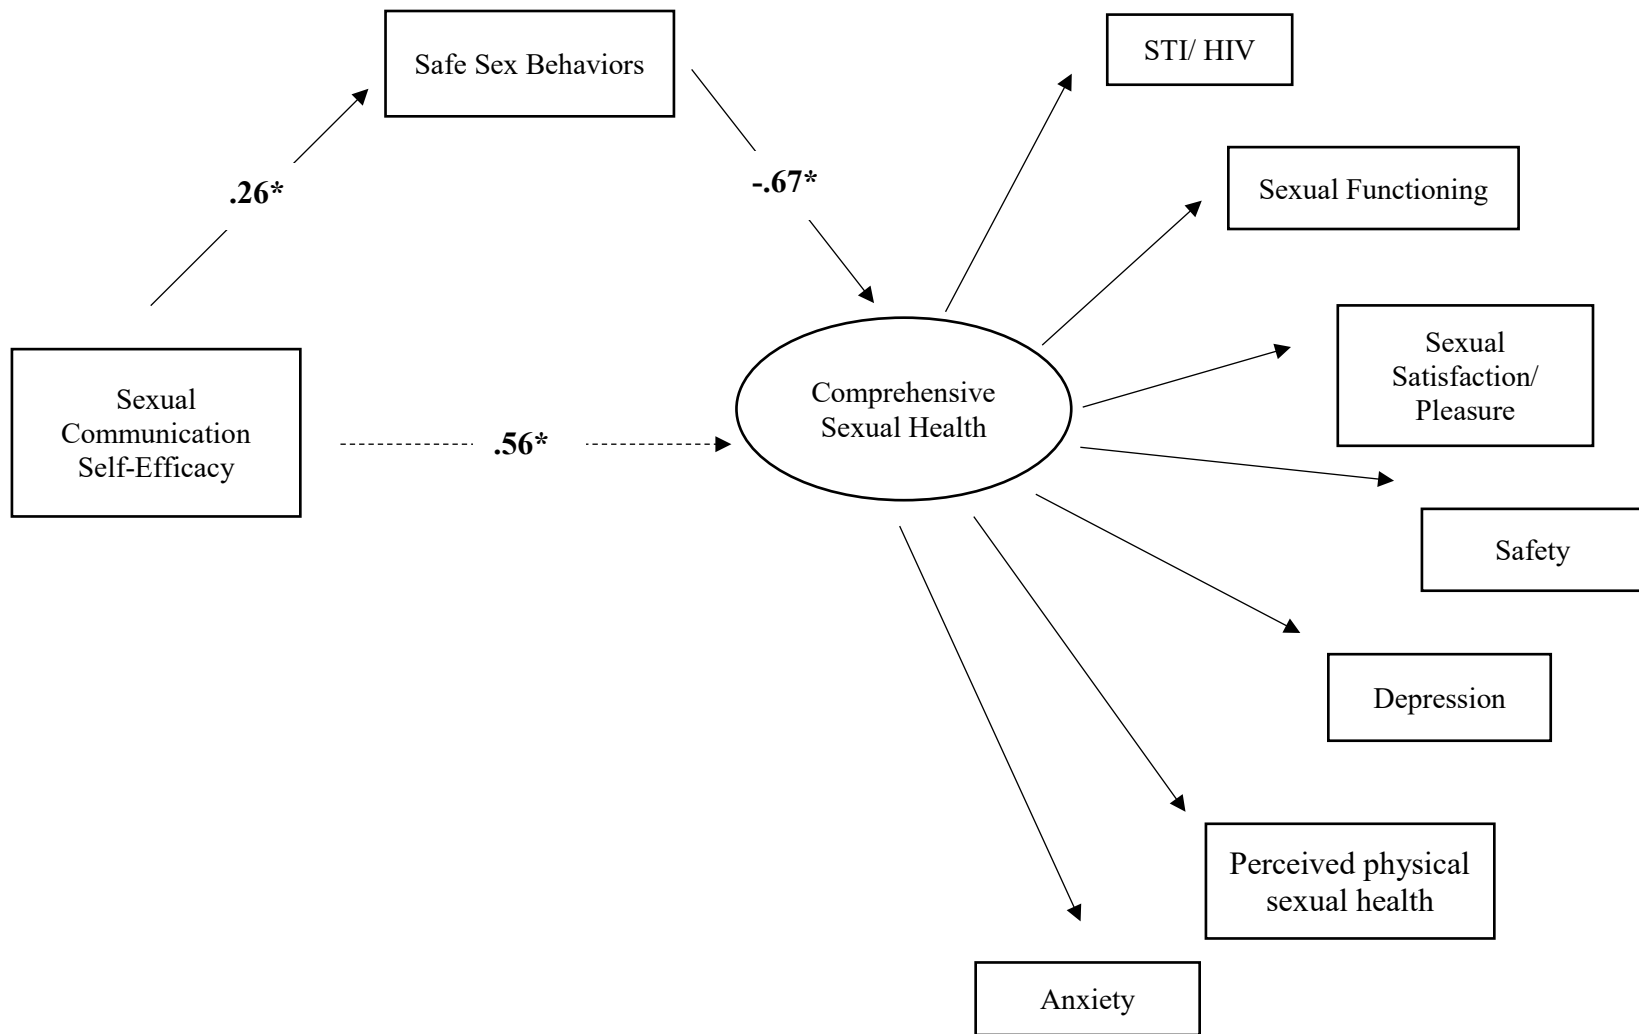 Safe Sex Behaviors
STI/ HIV
.26*
-.67*
Sexual Functioning
Sexual
Communication
Self-Efficacy
.56*
Comprehensive
Sexual Health
Sexual
Satisfaction/
Pleasure
Safety
Depression
Perceived physical
sexual health
Anxiety